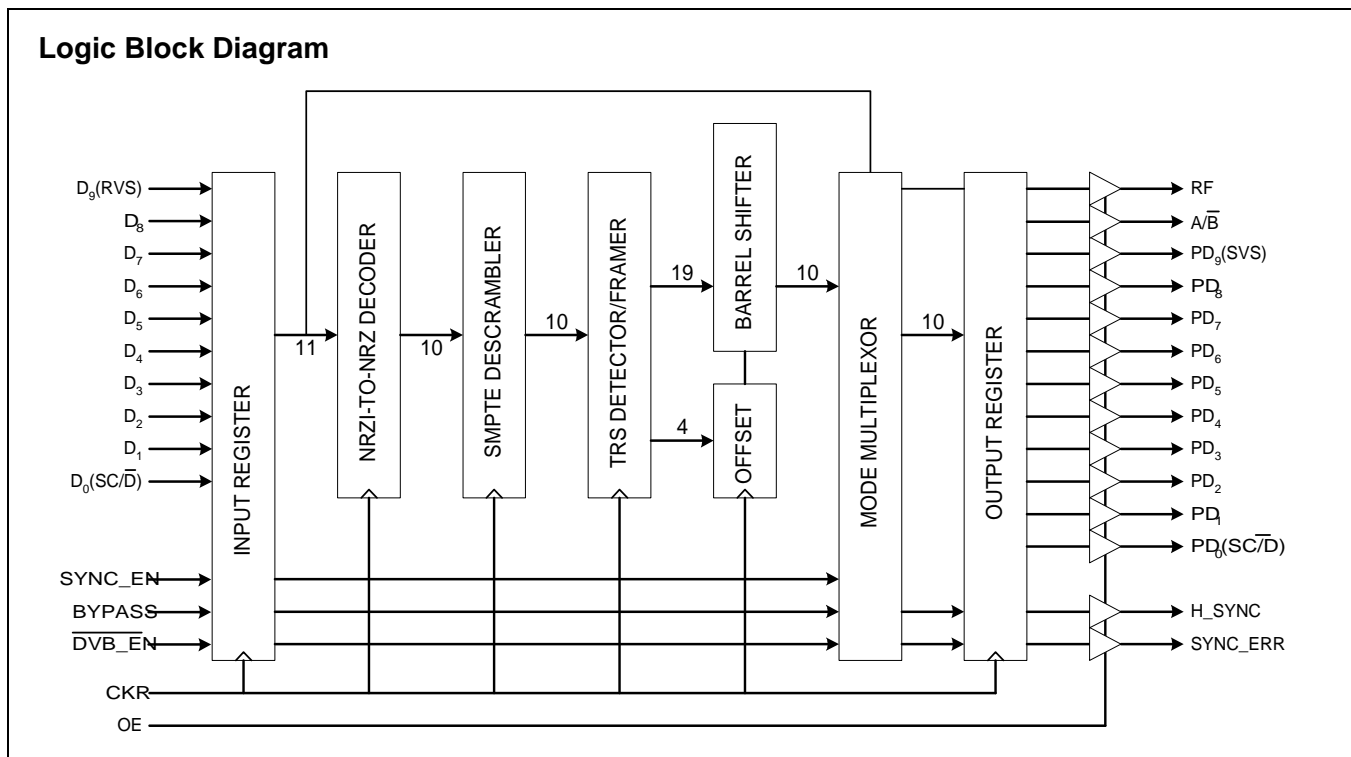 Logic Block Diagram
D9(RVS)
D8
D7
D6
D5
D4
D3
D2
D1
D0(SC/D̅)
SYNC_EN
BYPASS
D̅V̅B̅_̅E̅N̅
CKR
OE
INPUT REGISTER
11
NRZI-TO-NRZ DECODER
10
SMPTE DESCRAMBLER
10
TRS DETECTOR/FRAMER
19
4
BARREL SHIFTER
OFFSET
10
MODE MULTIPLEXOR
10
OUTPUT REGISTER
RF
A/B̅
PD9(SVS)
PD8
PD7
PD6
PD5
PD4
PD3
PD2
PD1
PD0(SC/D̅)
H_SYNC
SYNC_ERR